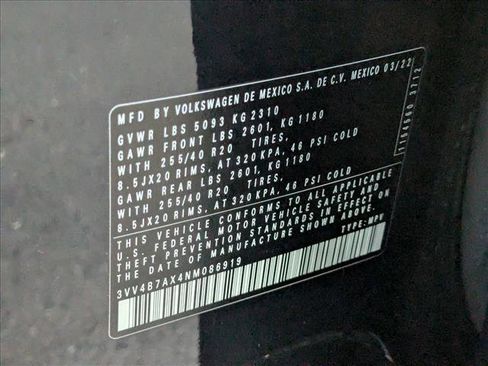 MFD BY VOLKSWAGEN DE MEXICO S.A. DE C.V. MEXICO 03/22
GVWR LBS 5093 KG 2310
GAWR FRONT LBS 2601, KG 1180
WITH 255/40 R20 TIRES,
8.5JX20 RIMS, AT 320 KPA, 46 PSI COLD
GAWR REAR LBS 2601, KG 1180
WITH 255/40 R20 TIRES,
8.5JX20 RIMS, AT 320 KPA, 46 PSI COLD
THIS VEHICLE CONFORMS TO ALL APPLICABLE
U.S. FEDERAL MOTOR VEHICLE SAFETY AND
THEFT PREVENTION STANDARDS IN EFFECT ON
THE DATE OF MANUFACTURE SHOWN ABOVE.
3VV4B7AX4NM086919 TYPE: MPV